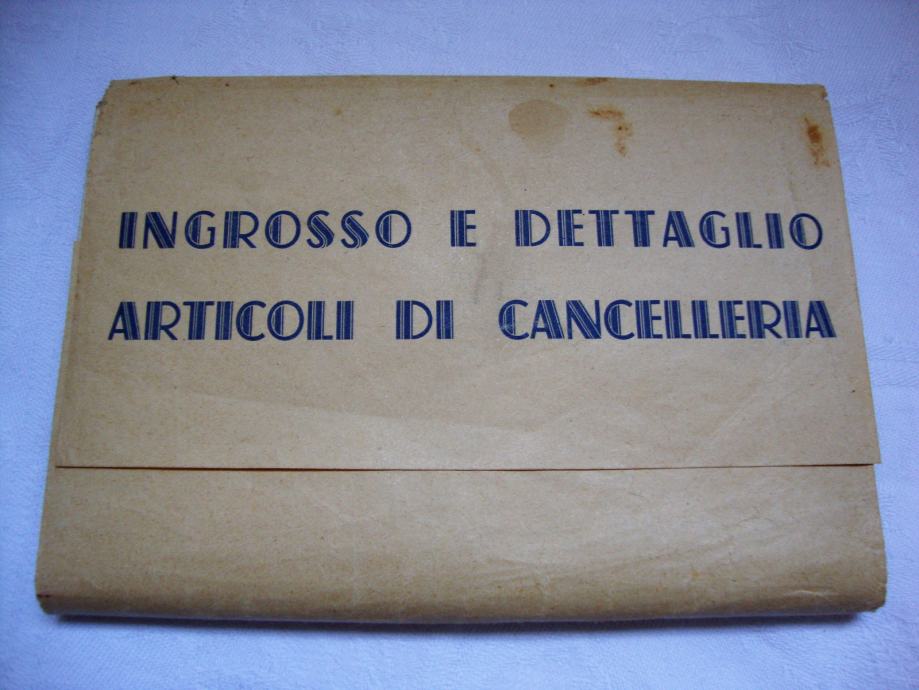 INGROSSO E DETTAGLIO
ARTICOLI DI CANCELLERIA